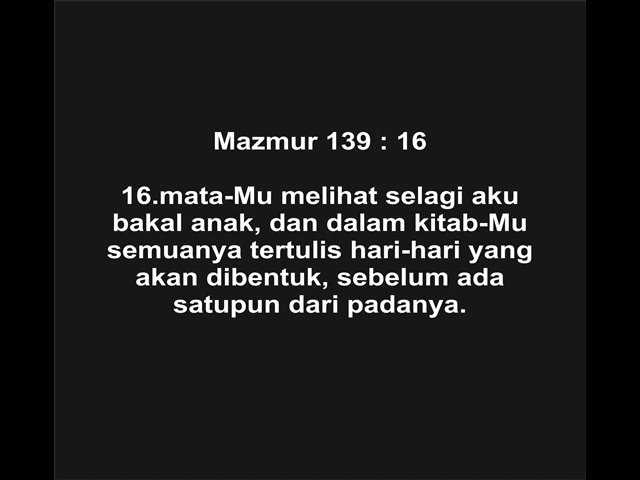 Mazmur 139 : 16
16.mata-Mu melihat selagi aku
bakal anak, dan dalam kitab-Mu
semuanya tertulis hari-hari yang
akan dibentuk, sebelum ada
satupun dari padanya.